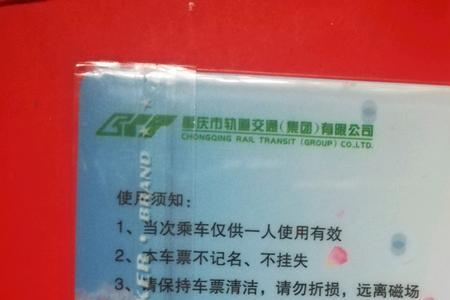 重庆市轨道交通(集团)有限公司
CHONGQING RAIL TRANSIT (GROUP) CO.,LTD.
使用须知:
1、当次乘车仅供一人使用有效
2、本车票不记名、不挂失
3、请保持车票清洁，请勿折损，远离磁场
KER ★ BRAND ★ ★